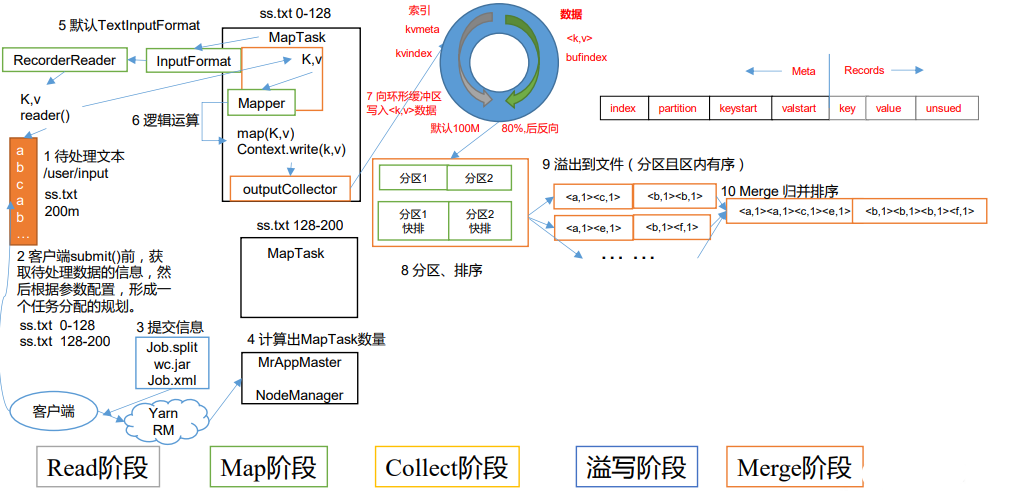 ss.txt 0-128
5 默认TextInputFormat
MapTask
RecorderReader
InputFormat
K,v
K,v
reader()
Mapper
6 逻辑运算
map(K,v)
Context.write(k,v)
outputCollector
索引
kvmeta
kvindex
数据
<k,v>
bufindex
7 向环形缓冲区
写入<k,v>数据
默认100M
80%,后反向
Meta
Records
index
partition
keystart
valstart
key
value
unsued
1 待处理文本
/user/input
ss.txt
200m
a
b
c
a
b
...
2 客户端submit()前，获
取待处理数据的信息，然
后根据参数配置，形成一
个任务分配的规划。
ss.txt 0-128
ss.txt 128-200
ss.txt 128-200
MapTask
分区1
分区2
分区1
快排
分区2
快排
8 分区、排序
9 溢出到文件（分区且区内有序）
<a,1><c,1>
<b,1><b,1>
<a,1><e,1>
<b,1><f,1>
... ...
10 Merge 归并排序
<a,1><a,1><c,1><e,1>
<b,1><b,1><b,1><f,1>
3 提交信息
Job.split
wc.jar
Job.xml
4 计算出MapTask数量
MrAppMaster
NodeManager
客户端
Yarn
RM
Read阶段
Map阶段
Collect阶段
溢写阶段
Merge阶段